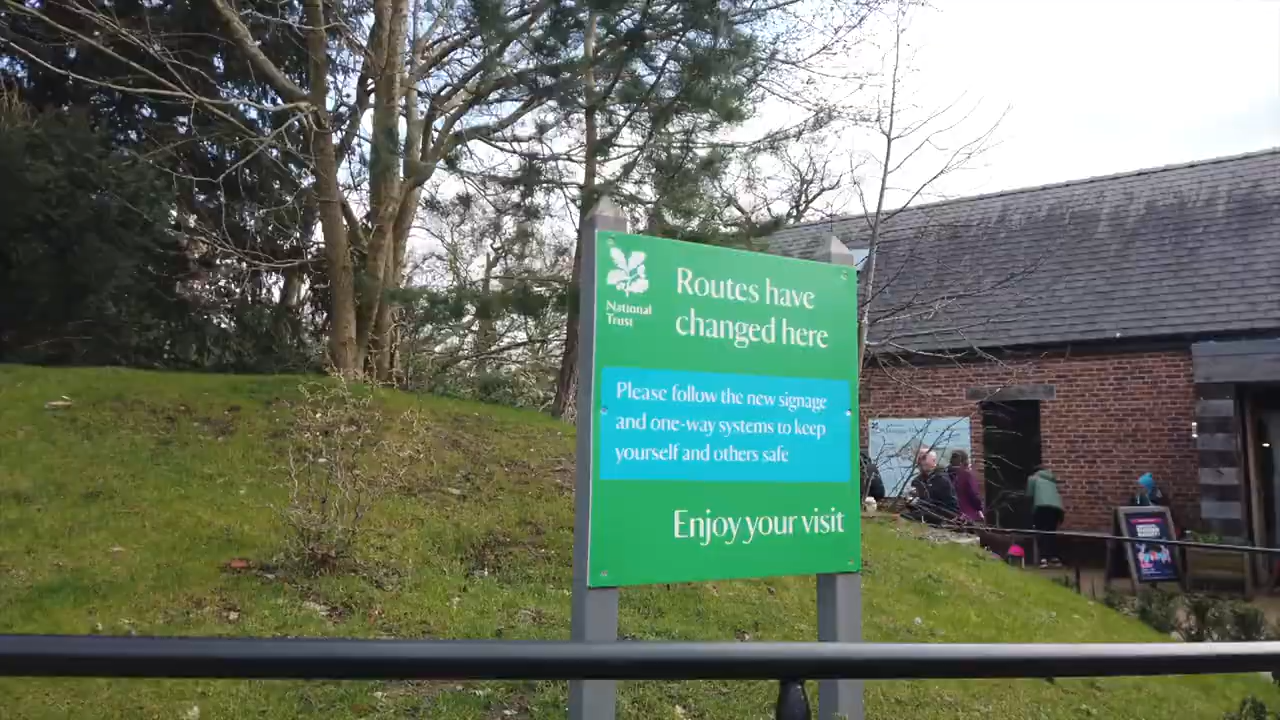 National
Trust
Routes have
changed here
Please follow the new signage
and one-way systems to keep
yourself and others safe
Enjoy your visit